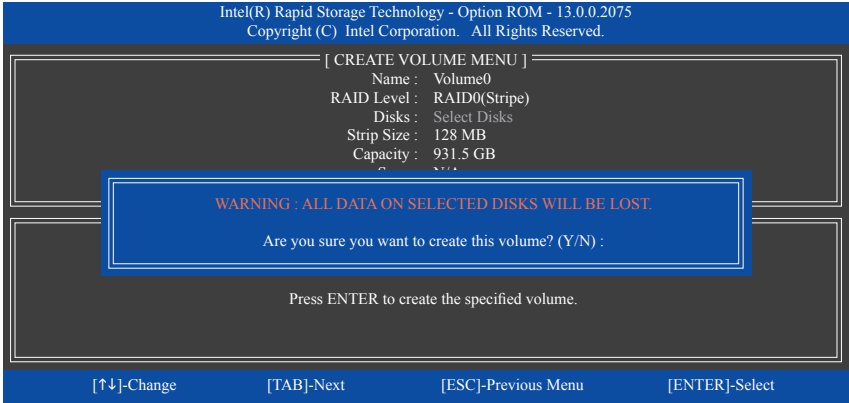 Intel(R) Rapid Storage Technology - Option ROM - 13.0.0.2075
Copyright (C) Intel Corporation. All Rights Reserved.
[ CREATE VOLUME MENU ]
Name : Volume0
RAID Level : RAID0(Stripe)
Disks : Select Disks
Strip Size : 128 MB
Capacity : 931.5 GB
WARNING : ALL DATA ON SELECTED DISKS WILL BE LOST.
Are you sure you want to create this volume? (Y/N) :
Press ENTER to create the specified volume.
[↑↓]-Change [TAB]-Next [ESC]-Previous Menu [ENTER]-Select